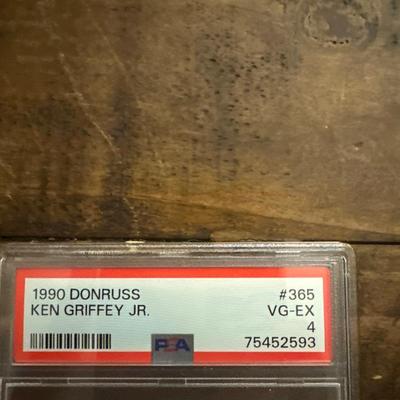 1990 DONRUSS #365
KEN GRIFFEY JR. VG-EX
4
PSA 75452593